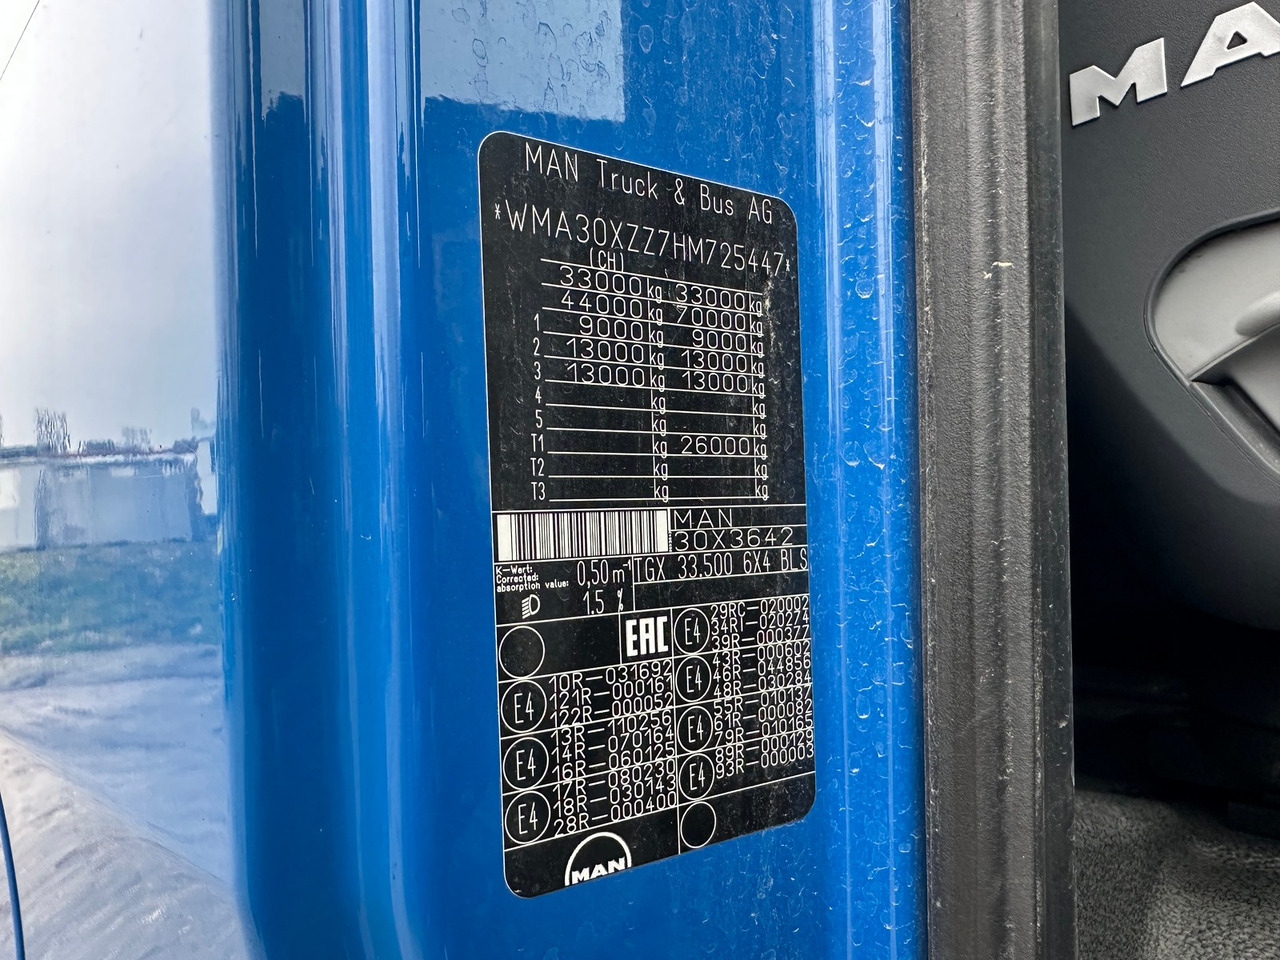 MAN Truck & Bus AG
*WMA30XZZ7HM725447*
(CH)
33000 kg 33000 kg
44000 kg 70000 kg
1 9000 kg 9000 kg
2 13000 kg 13000 kg
3 13000 kg 13000 kg
4 kg kg
5 kg kg
T1 kg 26000 kg
T2 kg kg
T3 kg kg
MAN
30X3642
K-Wert:
Corrected
absorption value: 0,50 m⁻¹
TGX 33.500 6X4 BLS
1.5 %
EAC
E4
10R-031692
121R-000161
122R-000052
E4
13R-110256
14R-070164
16R-060125
E4
17R-080230
18R-030143
28R-000400
E4
29RC-020002
34RI-020224
39R-000377
E4
43R-000602
46R-044856
48R-030284
E4
55R-010137
61R-000082
79R-010165
E4
89R-000129
93R-000003
MAN
MA